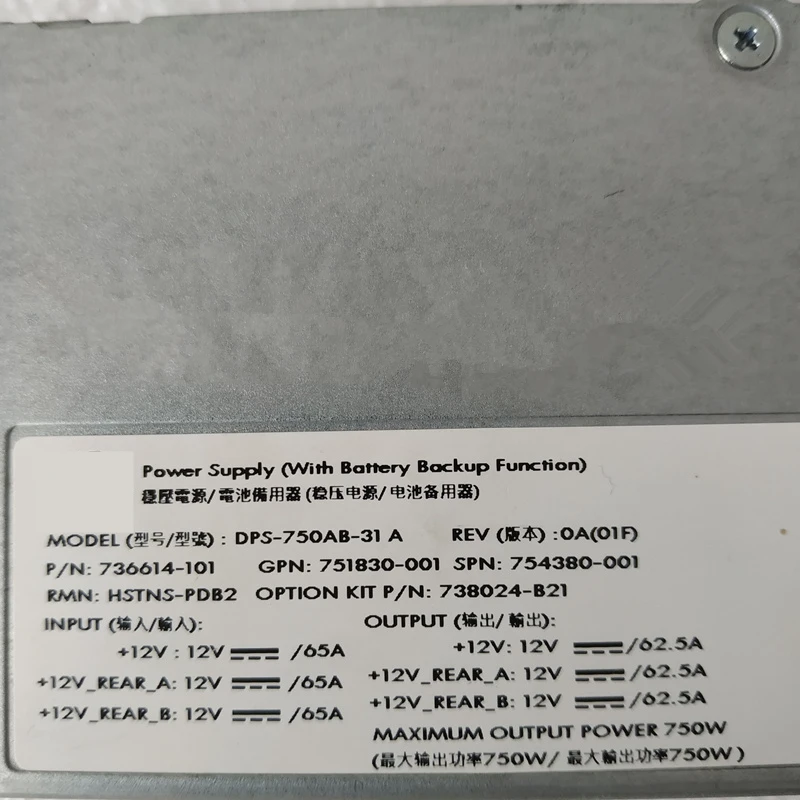 Power Supply (With Battery Backup Function)
穩壓電源/電池備用器 (稳压电源/电池备用器)
MODEL (型号/型號) : DPS-750AB-31 A REV (版本) :0A(01F)
P/N: 736614-101 GPN: 751830-001 SPN: 754380-001
RMN: HSTNS-PDB2 OPTION KIT P/N: 738024-B21
INPUT (输入/輸入): OUTPUT (输出/輸出):
+12V : 12V ⎓ /65A +12V: 12V ⎓ /62.5A
+12V_REAR_A: 12V ⎓ /65A +12V_REAR_A: 12V ⎓ /62.5A
+12V_REAR_B: 12V ⎓ /65A +12V_REAR_B: 12V ⎓ /62.5A
MAXIMUM OUTPUT POWER 750W
(最大输出功率750W/ 最大輸出功率750W )